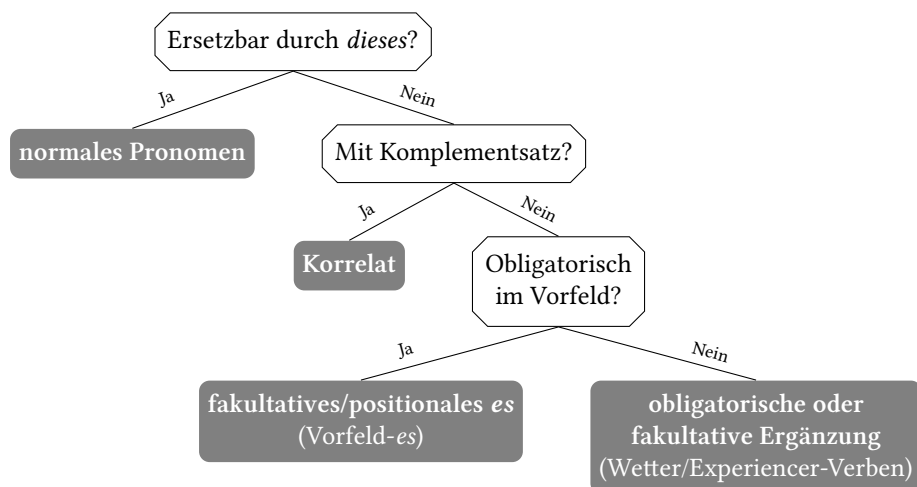 Ersetzbar durch dieses?
Ja
Nein
normales Pronomen
Mit Komplementsatz?
Ja
Nein
Korrelat
Obligatorisch
im Vorfeld?
Ja
Nein
fakultatives/positionales es
(Vorfeld-es)
obligatorische oder
fakultative Ergänzung
(Wetter/Experiencer-Verben)